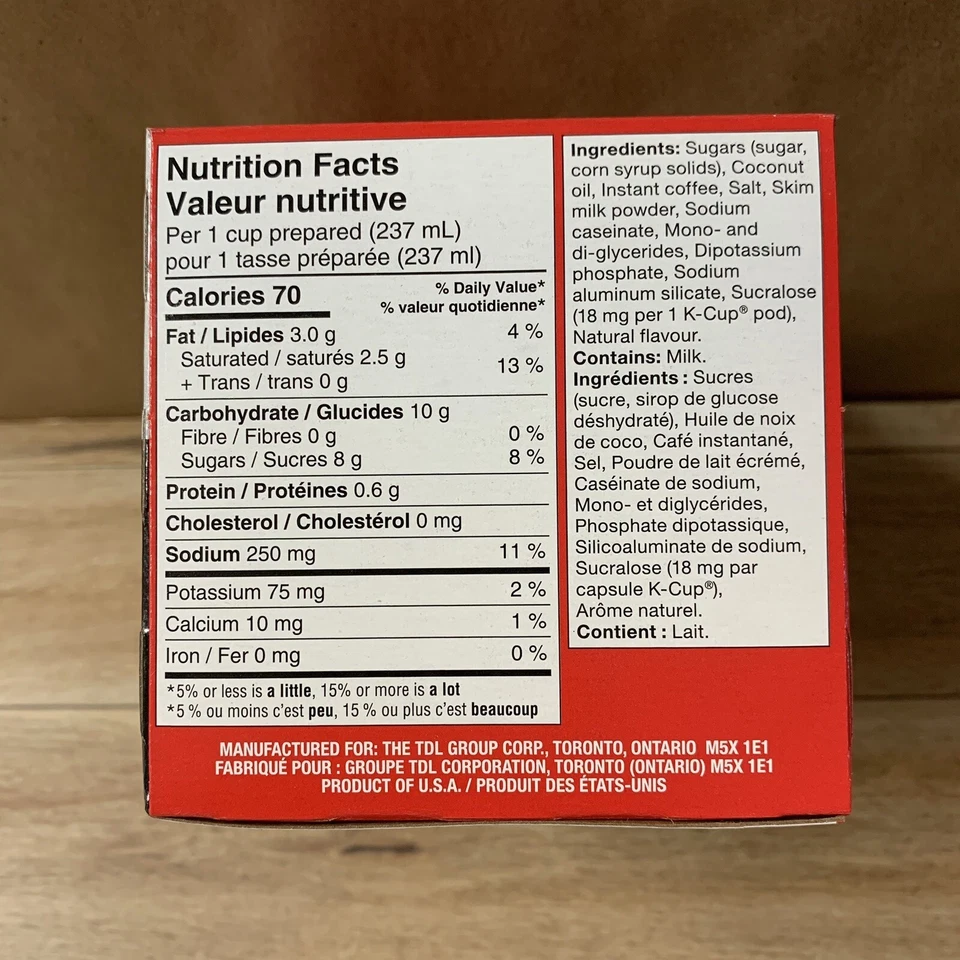 Nutrition Facts
Valeur nutritive
Per 1 cup prepared (237 mL)
pour 1 tasse préparée (237 ml)
Calories 70
% Daily Value*
% valeur quotidienne*
Fat / Lipides 3.0 g 4 %
Saturated / saturés 2.5 g
+ Trans / trans 0 g 13 %
Carbohydrate / Glucides 10 g
Fibre / Fibres 0 g 0 %
Sugars / Sucres 8 g 8 %
Protein / Protéines 0.6 g
Cholesterol / Cholestérol 0 mg
Sodium 250 mg 11 %
Potassium 75 mg 2 %
Calcium 10 mg 1 %
Iron / Fer 0 mg 0 %
*5% or less is a little, 15% or more is a lot
*5 % ou moins c'est peu, 15 % ou plus c'est beaucoup
Ingredients: Sugars (sugar,
corn syrup solids), Coconut
oil, Instant coffee, Salt, Skim
milk powder, Sodium
caseinate, Mono- and
di-glycerides, Dipotassium
phosphate, Sodium
aluminum silicate, Sucralose
(18 mg per 1 K-Cup® pod),
Natural flavour.
Contains: Milk.
Ingrédients : Sucres
(sucre, sirop de glucose
déshydraté), Huile de noix
de coco, Café instantané,
Sel, Poudre de lait écrémé,
Caséinate de sodium,
Mono- et diglycérides,
Phosphate dipotassique,
Silicoaluminate de sodium,
Sucralose (18 mg par
capsule K-Cup®),
Arôme naturel.
Contient : Lait.
MANUFACTURED FOR: THE TDL GROUP CORP., TORONTO, ONTARIO M5X 1E1
FABRIQUÉ POUR : GROUPE TDL CORPORATION, TORONTO (ONTARIO) M5X 1E1
PRODUCT OF U.S.A. / PRODUIT DES ÉTATS-UNIS